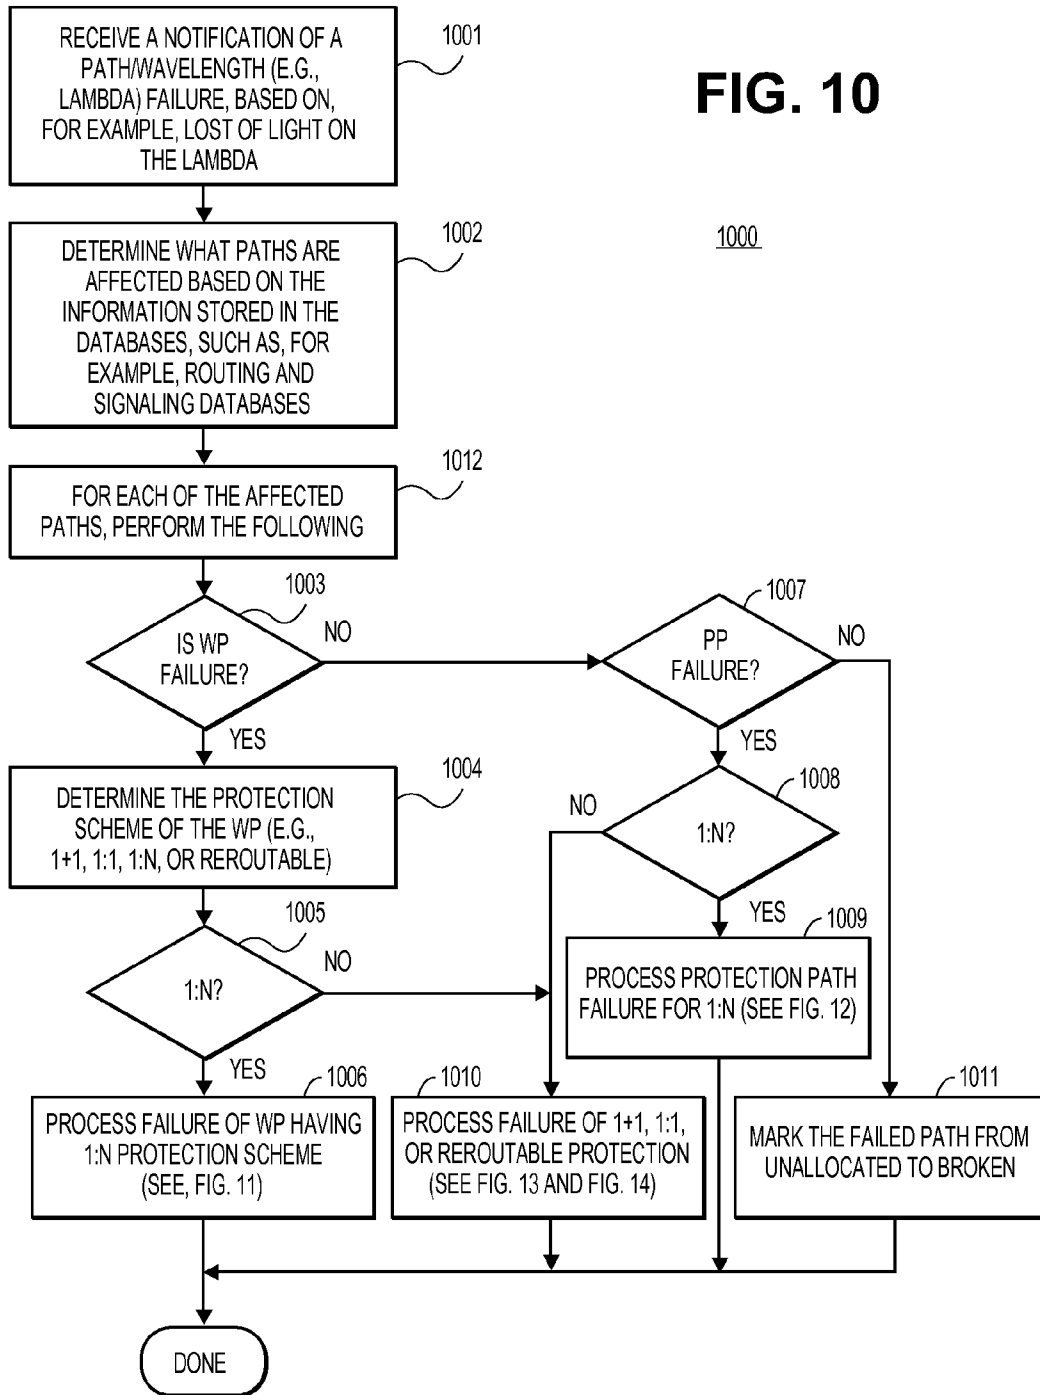 RECEIVE A NOTIFICATION OF A
PATH/WAVELENGTH (E.G.,
LAMBDA) FAILURE, BASED ON,
FOR EXAMPLE, LOST OF LIGHT ON
THE LAMBDA
1001
FIG. 10
1000
DETERMINE WHAT PATHS ARE
AFFECTED BASED ON THE
INFORMATION STORED IN THE
DATABASES, SUCH AS, FOR
EXAMPLE, ROUTING AND
SIGNALING DATABASES
1002
FOR EACH OF THE AFFECTED
PATHS, PERFORM THE FOLLOWING
1012
IS WP
FAILURE?
1003
NO
YES
PP
FAILURE?
1007
NO
YES
DETERMINE THE PROTECTION
SCHEME OF THE WP (E.G.,
1+1, 1:1, 1:N, OR REROUTABLE)
1004
1:N?
1008
NO
YES
1:N?
1005
NO
YES
PROCESS PROTECTION PATH
FAILURE FOR 1:N (SEE FIG. 12)
1009
PROCESS FAILURE OF WP HAVING
1:N PROTECTION SCHEME
(SEE, FIG. 11)
1006
PROCESS FAILURE OF 1+1, 1:1,
OR REROUTABLE PROTECTION
(SEE FIG. 13 AND FIG. 14)
1010
MARK THE FAILED PATH FROM
UNALLOCATED TO BROKEN
1011
DONE